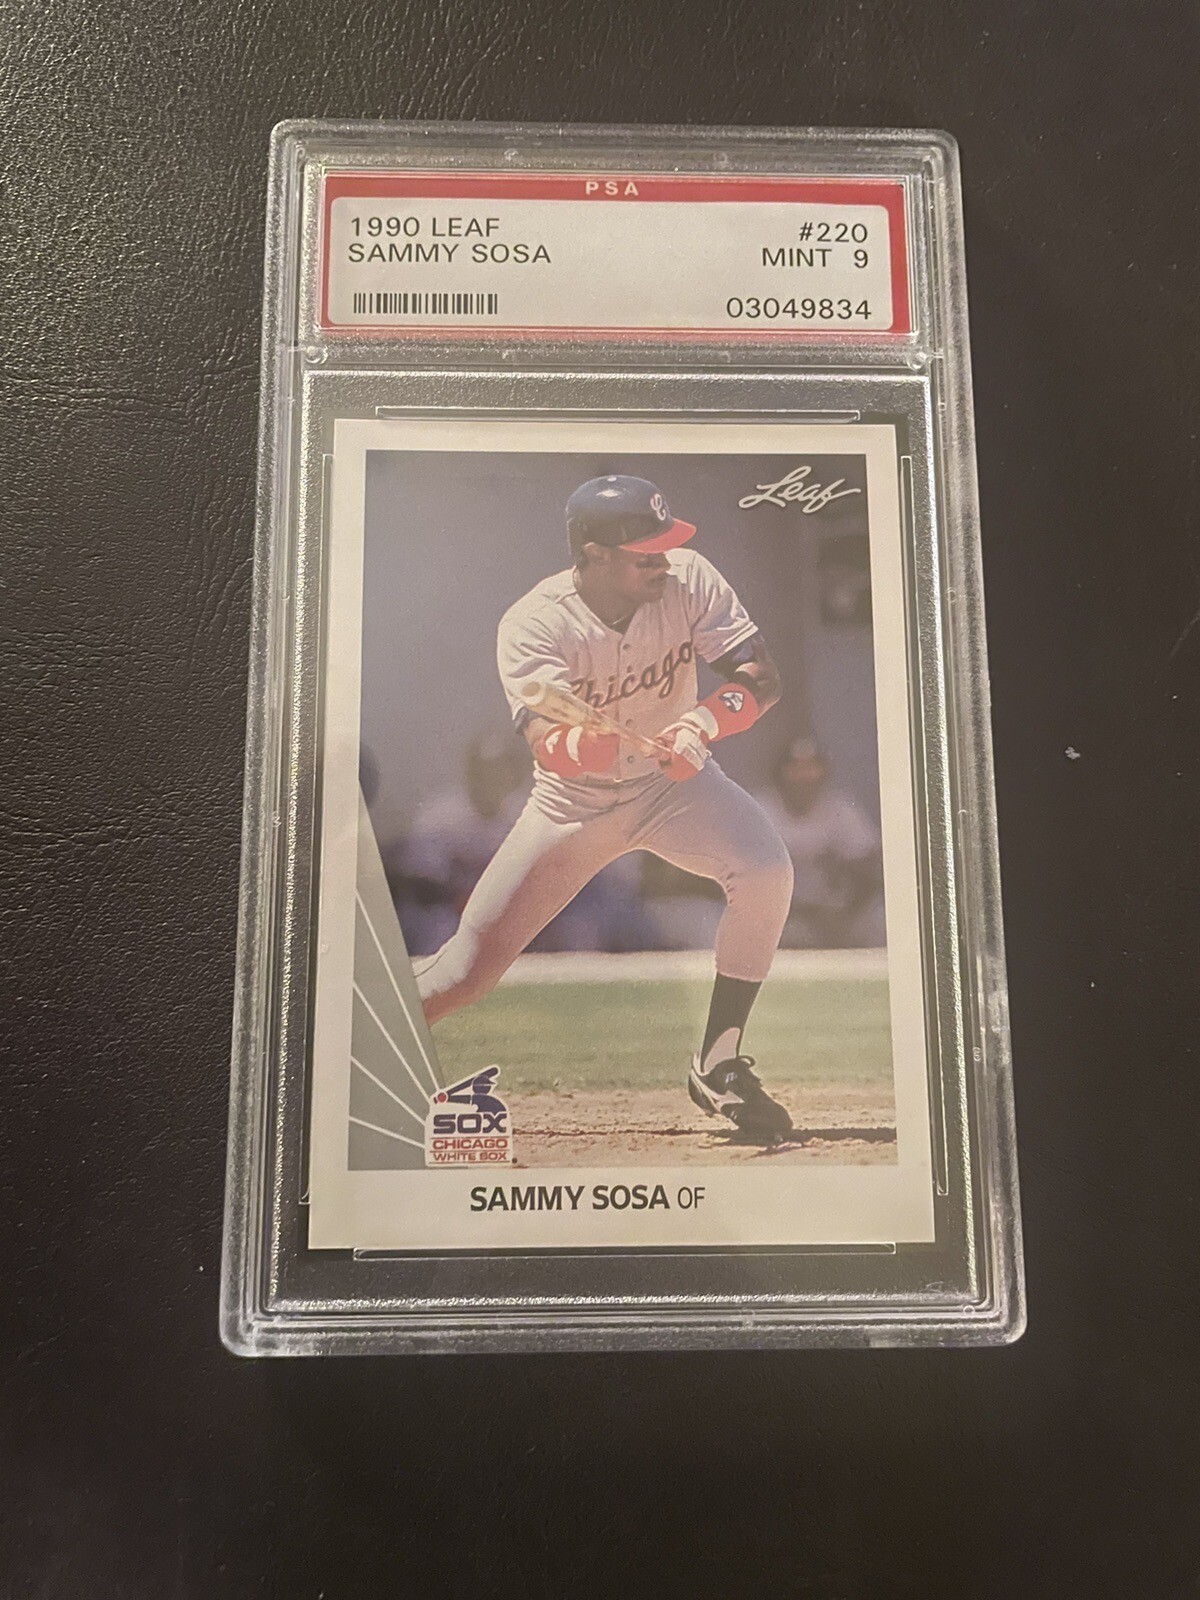 PSA
1990 LEAF #220
SAMMY SOSA MINT 9
03049834
Leaf
Chicago
SOX
CHICAGO
WHITE SOX
SAMMY SOSA OF